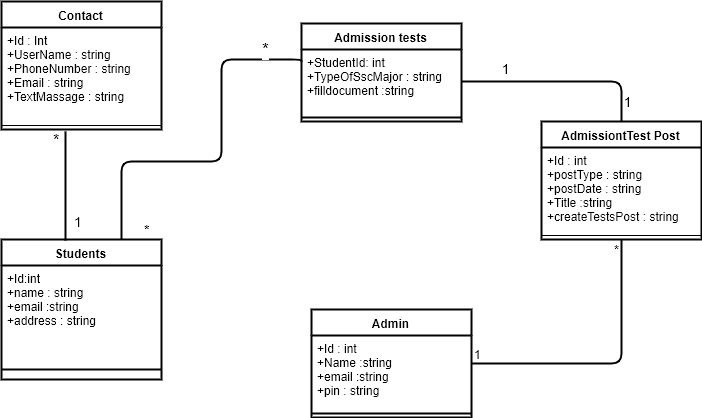 Contact
+Id : Int
+UserName : string
+PhoneNumber : string
+Email : string
+TextMassage : string
*
1
Students
+Id:int
+name : string
+email :string
+address : string
*
*
Admission tests
+StudentId: int
+TypeOfSscMajor : string
+filldocument :string
1
1
AdmissiontTest Post
+Id : int
+postType : string
+postDate : string
+Title :string
+createTestsPost : string
*
1
Admin
+Id : int
+Name :string
+email :string
+pin : string